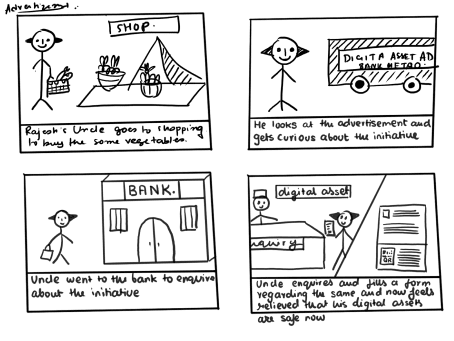 Advertizment.
SHOP.
Rajesh's Uncle goes to shopping
to buy the some vegetables.
DIGITA ASSET AD
BANK METRO.
He looks at the advertisement and
gets curious about the initiative
BANK.
Uncle went to the bank to enquire
about the initiative
digital asset
nquiry
Uncle enquires and fills a form
regarding the same and now feels
relieved that his digital assets
are safe now